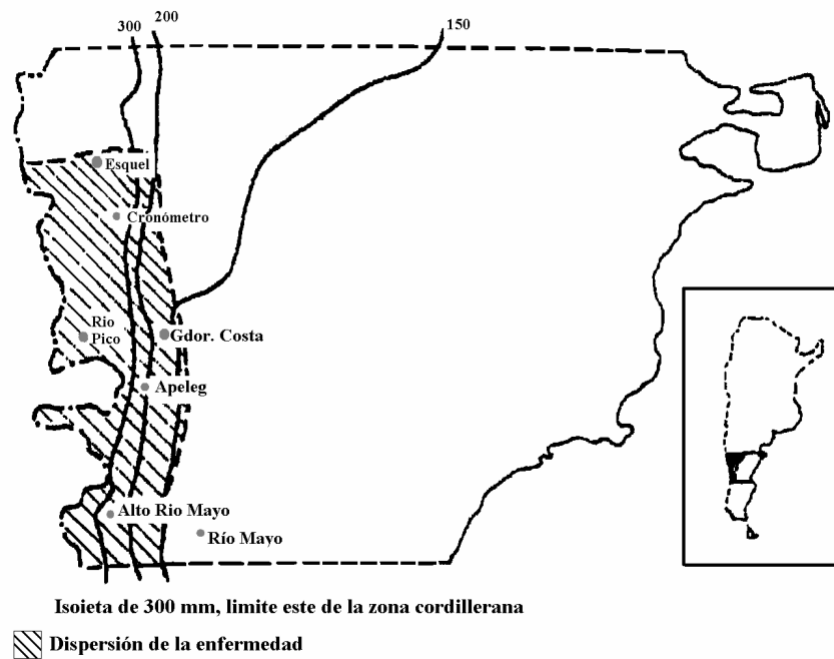 300 200 150
Esquel
Cronómetro
Rio
Pico
Gdor. Costa
Apeleg
Alto Rio Mayo
Río Mayo
Isoieta de 300 mm, limite este de la zona cordillerana
Dispersión de la enfermedad